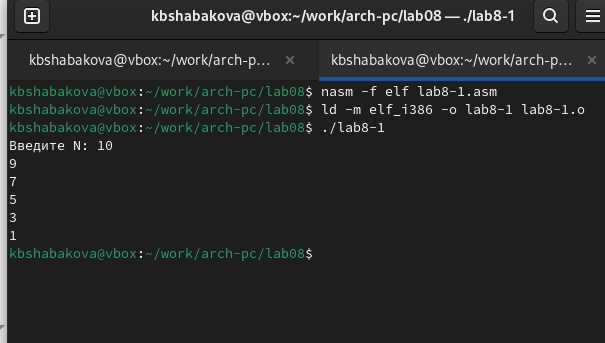 kbshabakova@vbox:~/work/arch-pc/lab08 — ./lab8-1
kbshabakova@vbox:~/work/arch-p... × kbshabakova@vbox:~/work/arch-p... ×
kbshabakova@vbox:~/work/arch-pc/lab08$ nasm -f elf lab8-1.asm
kbshabakova@vbox:~/work/arch-pc/lab08$ ld -m elf_i386 -o lab8-1 lab8-1.o
kbshabakova@vbox:~/work/arch-pc/lab08$ ./lab8-1
Введите N: 10
9
7
5
3
1
kbshabakova@vbox:~/work/arch-pc/lab08$